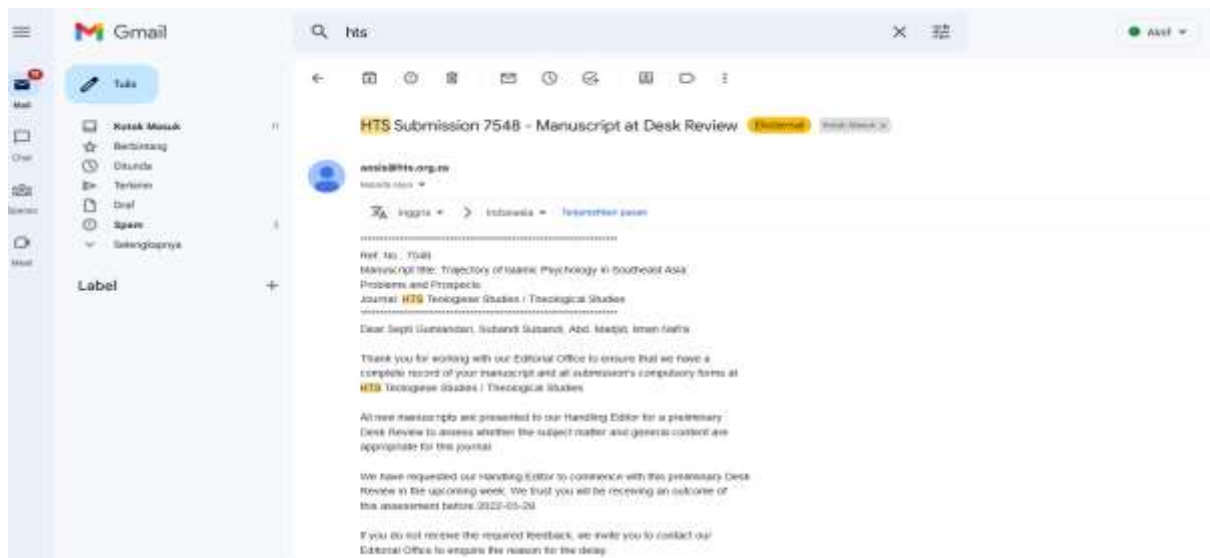 Gmail
hts
Aktif
Mail
Tulis
Kotak Masuk
Berbintang
Ditunda
Terkirim
Draf
Spam
Selengkapnya
Chat
Spaces
Meet
Label
HTS Submission 7548 - Manuscript at Desk Review Eksternal Kotak Masuk x
kepada saya
Inggris > Indonesia Terjemahkan pesan
Ref. No.: 7548
Manuscript title: Trajectory of Islamic Psychology in Southeast Asia:
Problems and Prospects
Journal: HTS Teologiese Studies / Theological Studies
Dear Septi Gumiandari, Subandi Subandi, Abd. Madjid, Ilman Nafi'a
Thank you for working with our Editorial Office to ensure that we have a
complete record of your manuscript and all submission's compulsory forms at
HTS Teologiese Studies / Theological Studies.
All new manuscripts are presented to our Handling Editor for a preliminary
Desk Review to assess whether the subject matter and general content are
appropriate for this journal.
We have requested our Handling Editor to commence with this preliminary Desk
Review in the upcoming week. We trust you will be receiving an outcome of
this assessment before
If you do not receive the required feedback, we invite you to contact our
Editorial Office to enquire the reason for the delay.